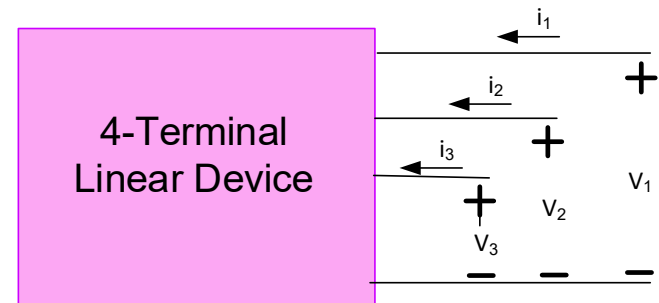 i₁
i₂
4-Terminal
Linear Device
i₃
+
+
+
V₁
V₂
V₃
− − −